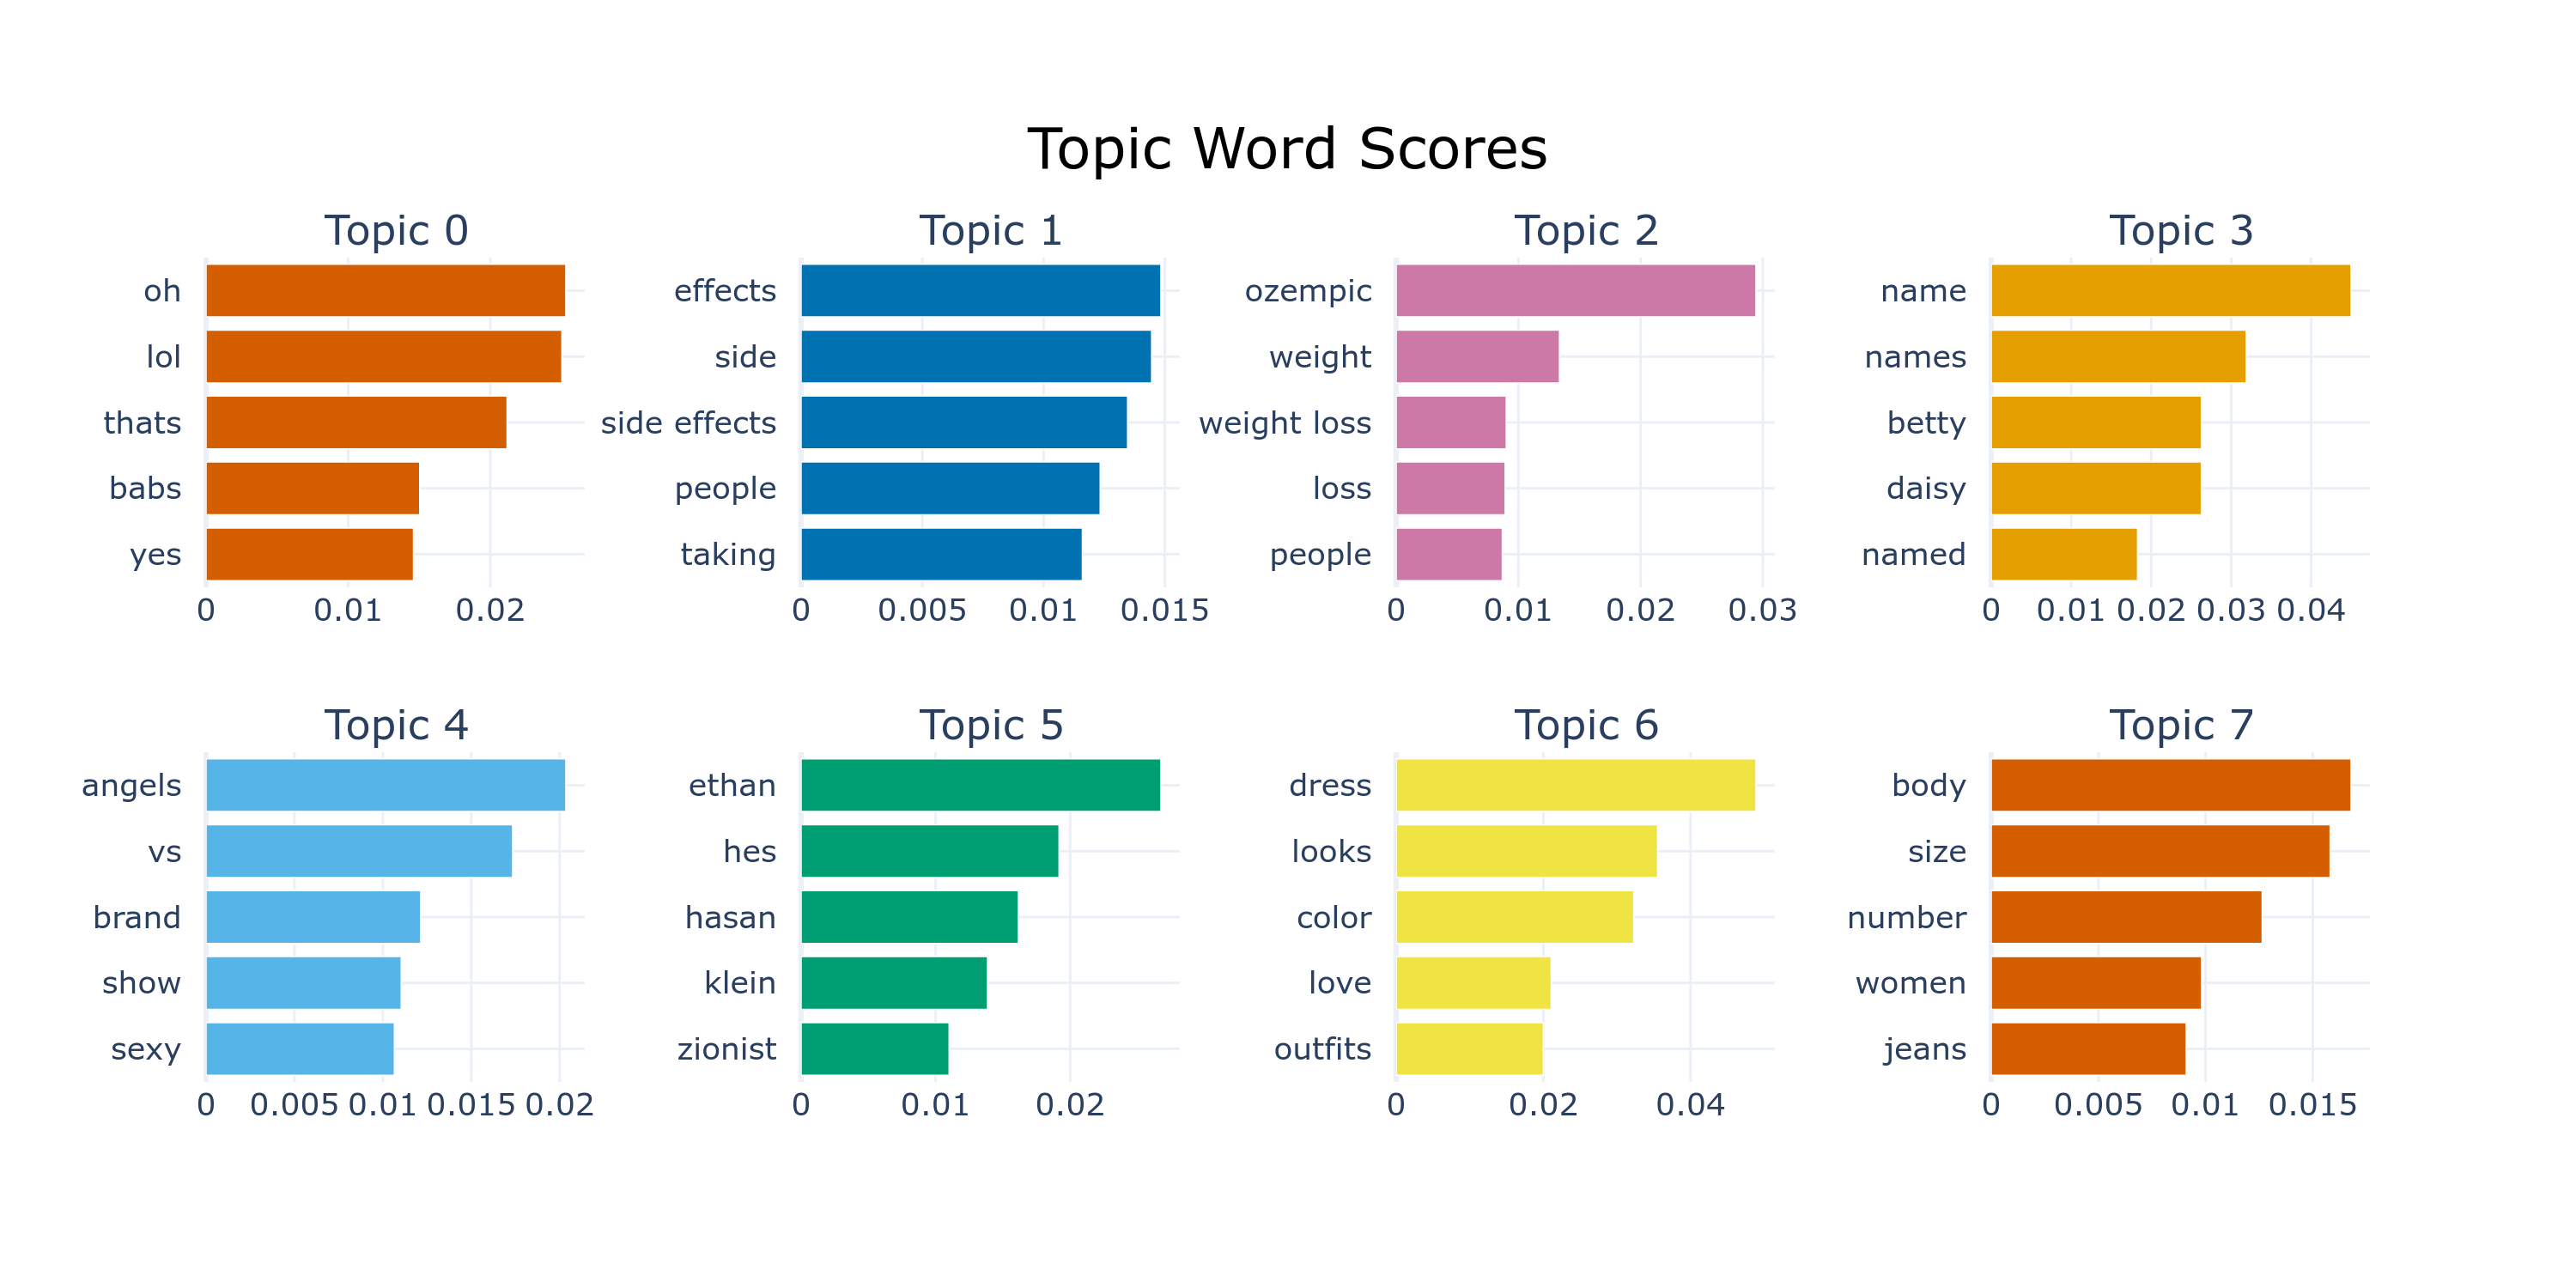 Topic Word Scores
Topic 0
oh
lol
thats
babs
yes
0 0.01 0.02
Topic 1
effects
side
side effects
people
taking
0 0.005 0.01 0.015
Topic 2
ozempic
weight
weight loss
loss
people
0 0.01 0.02 0.03
Topic 3
name
names
betty
daisy
named
0 0.01 0.02 0.03 0.04
Topic 4
angels
vs
brand
show
sexy
0 0.005 0.01 0.015 0.02
Topic 5
ethan
hes
hasan
klein
zionist
0 0.01 0.02
Topic 6
dress
looks
color
love
outfits
0 0.02 0.04
Topic 7
body
size
number
women
jeans
0 0.005 0.01 0.015